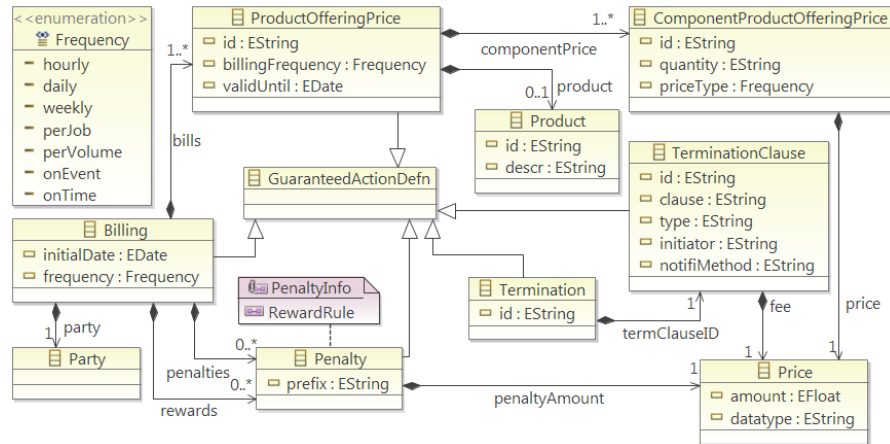 <<enumeration>>
Frequency
hourly
daily
weekly
perJob
perVolume
onEvent
onTime
ProductOfferingPrice
id : EString
billingFrequency : Frequency
validUntil : EDate
1..*
componentPrice
ComponentProductOfferingPrice
id : EString
quantity : EString
priceType : Frequency
1..*
bills
0..1
product
Product
id : EString
descr : EString
GuaranteedActionDefn
TerminationClause
id : EString
clause : EString
type : EString
initiator : EString
notifiMethod : EString
Billing
initialDate : EDate
frequency : Frequency
PenaltyInfo
RewardRule
Termination
id : EString
1
termClauseID
fee
price
1
party
Party
penalties
0..*
0..*
rewards
Penalty
prefix : EString
penaltyAmount
1
1
1
Price
amount : EFloat
datatype : EString